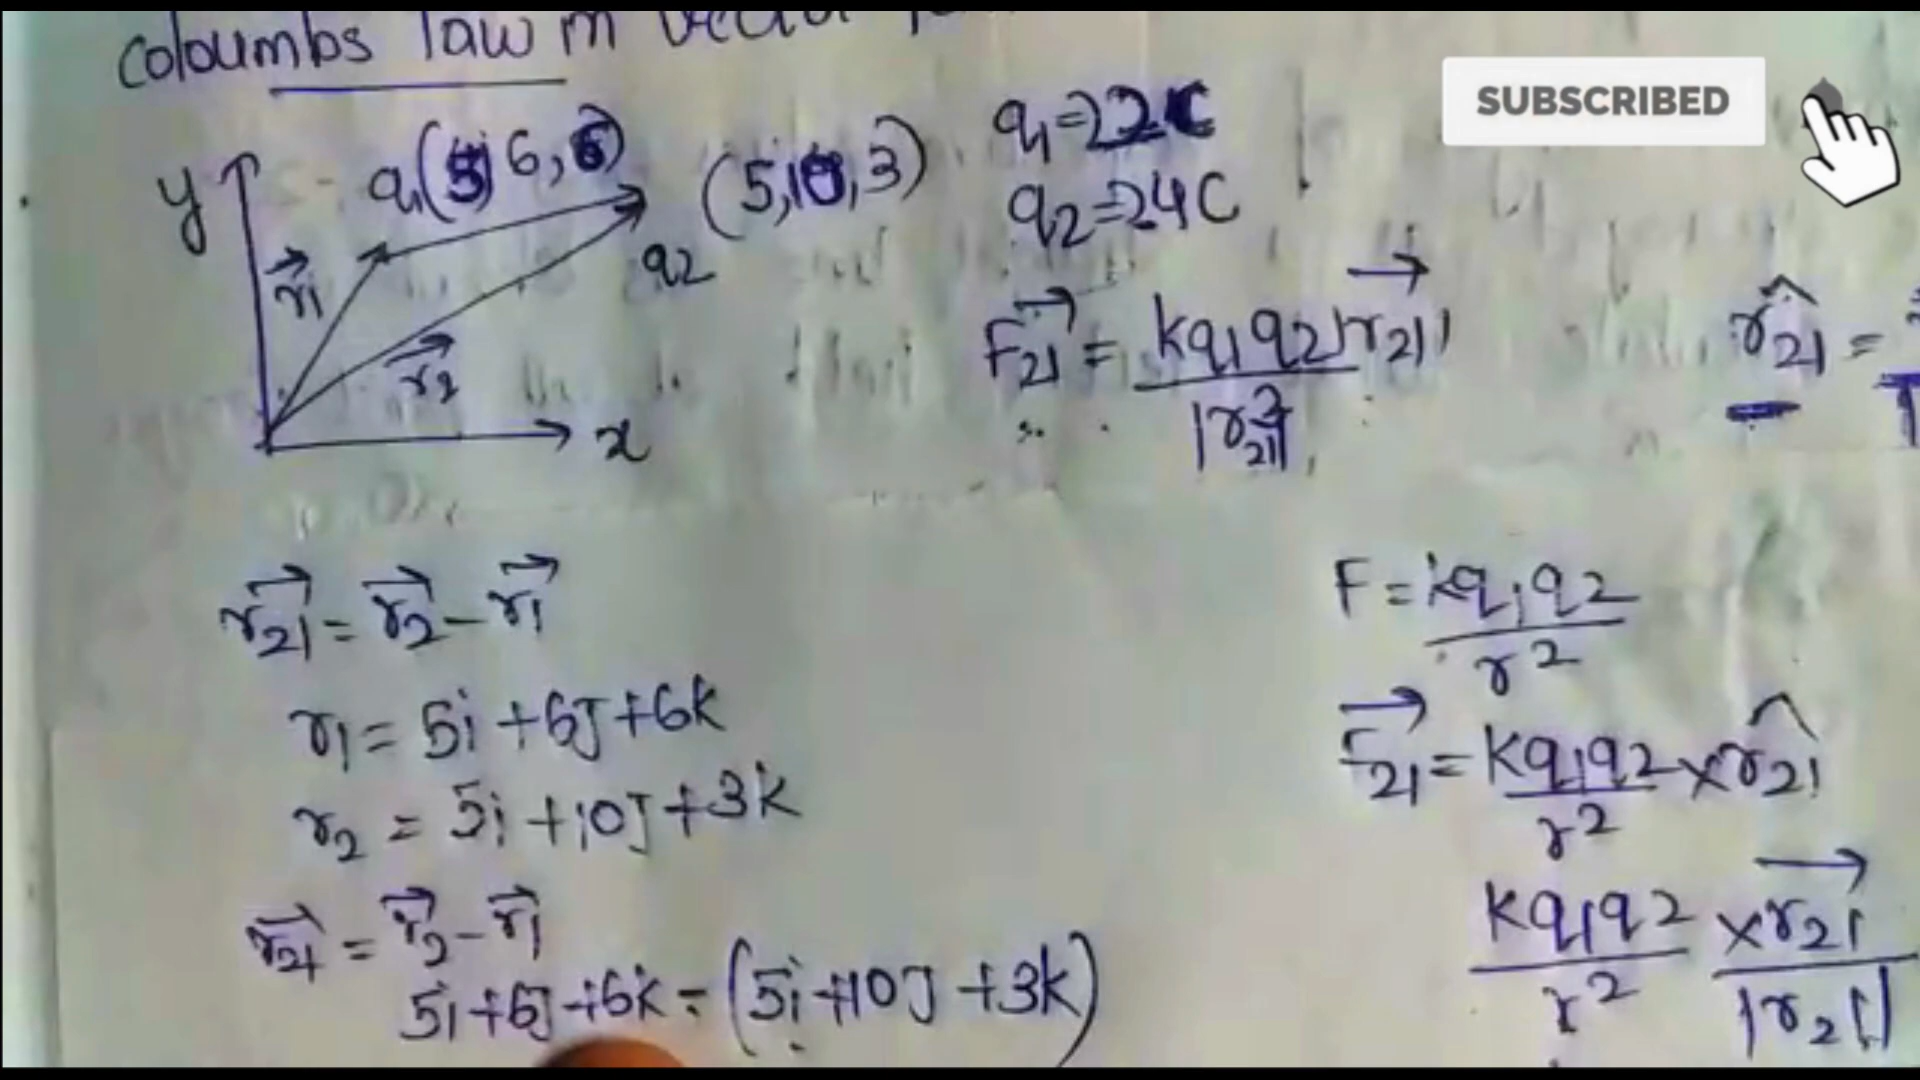 coloumbs law in vector
SUBSCRIBED
y
q1(5, 6, 6)
(5,10,3)
q1=22C
q2=24C
q2
r1
r2
x
F21 = kq1q2|r21|
|r21|³
r̂21 =
r21 = r2 - r1
r1 = 5i + 6J + 6k
r2 = 5i + 10J + 3k
r21 = r2 - r1
5i + 6J + 6k - (5i + 10J + 3k)
F = kq1q2
r2
F21 = kq1q2 × r̂21
r2
kq1q2 × r21
r2 |r21|